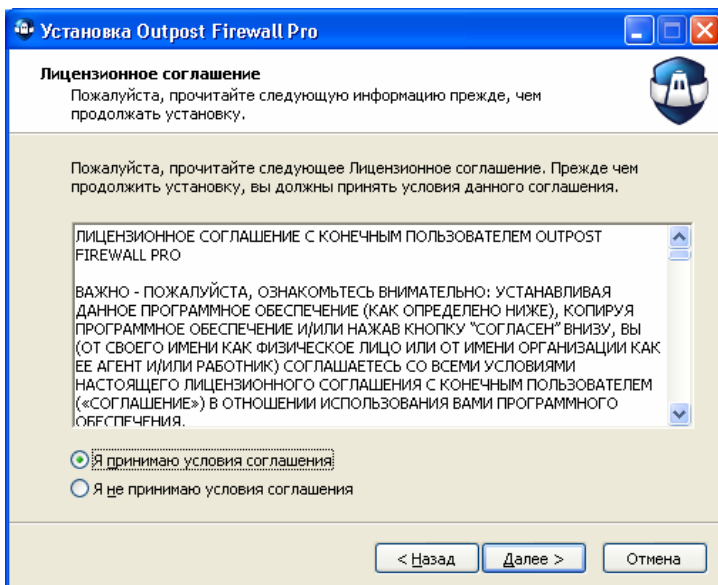 Установка Outpost Firewall Pro
Лицензионное соглашение
Пожалуйста, прочитайте следующую информацию прежде, чем
продолжать установку.
Пожалуйста, прочитайте следующее Лицензионное соглашение. Прежде чем
продолжить установку, вы должны принять условия данного соглашения.
ЛИЦЕНЗИОННОЕ СОГЛАШЕНИЕ С КОНЕЧНЫМ ПОЛЬЗОВАТЕЛЕМ OUTPOST
FIREWALL PRO
ВАЖНО - ПОЖАЛУЙСТА, ОЗНАКОМЬТЕСЬ ВНИМАТЕЛЬНО: УСТАНАВЛИВАЯ
ДАННОЕ ПРОГРАММНОЕ ОБЕСПЕЧЕНИЕ (КАК ОПРЕДЕЛЕНО НИЖЕ), КОПИРУЯ
ПРОГРАММНОЕ ОБЕСПЕЧЕНИЕ И/ИЛИ НАЖАВ КНОПКУ "СОГЛАСЕН" ВНИЗУ, ВЫ
(ОТ СВОЕГО ИМЕНИ КАК ФИЗИЧЕСКОЕ ЛИЦО ИЛИ ОТ ИМЕНИ ОРГАНИЗАЦИИ КАК
ЕЕ АГЕНТ И/ИЛИ РАБОТНИК) СОГЛАШАЕТЕСЬ СО ВСЕМИ УСЛОВИЯМИ
НАСТОЯЩЕГО ЛИЦЕНЗИОННОГО СОГЛАШЕНИЯ С КОНЕЧНЫМ ПОЛЬЗОВАТЕЛЕМ
(«СОГЛАШЕНИЕ») В ОТНОШЕНИИ ИСПОЛЬЗОВАНИЯ ВАМИ ПРОГРАММНОГО
ОБЕСПЕЧЕНИЯ.
Я принимаю условия соглашения
Я не принимаю условия соглашения
< Назад
Далее >
Отмена